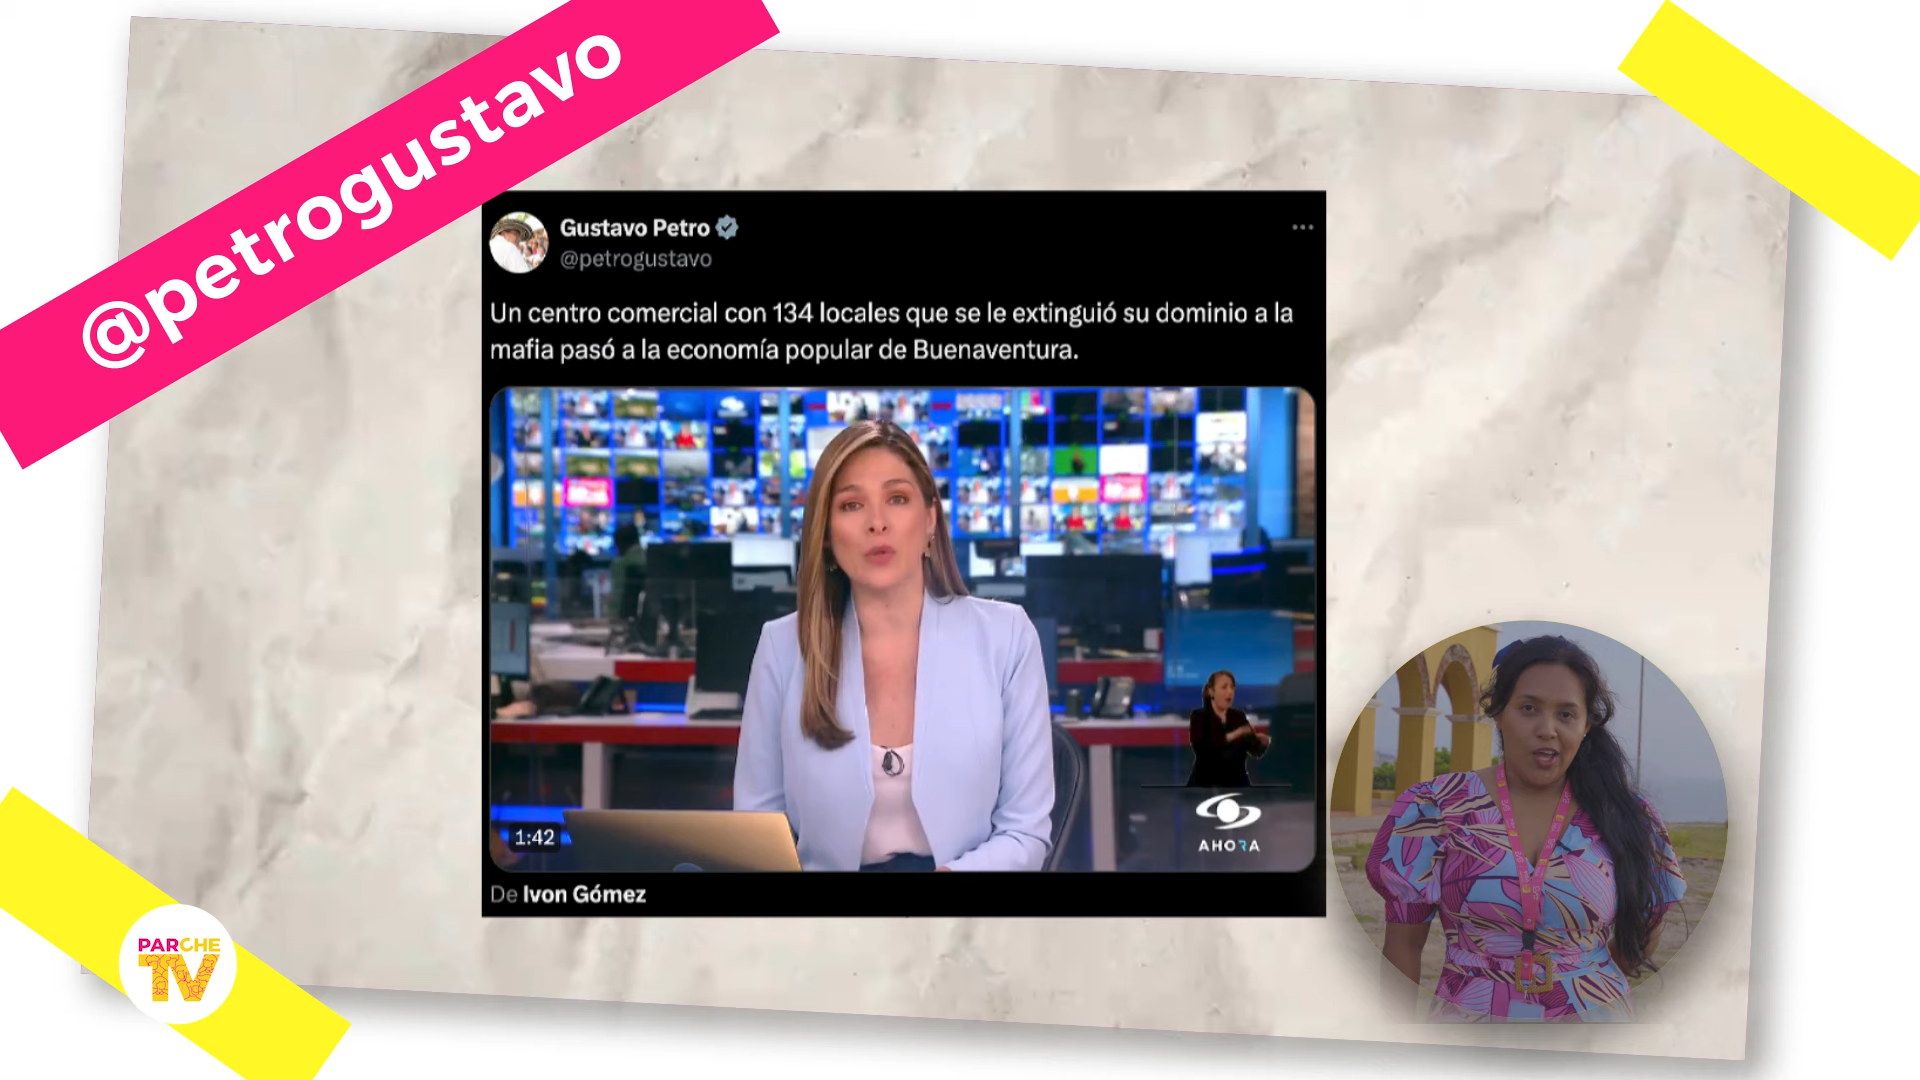 @petrogustavo
Gustavo Petro
@petrogustavo
Un centro comercial con 134 locales que se le extinguió su dominio a la
mafia pasó a la economía popular de Buenaventura.
1:42
AHORA
De Ivon Gómez
PARCHE
TV